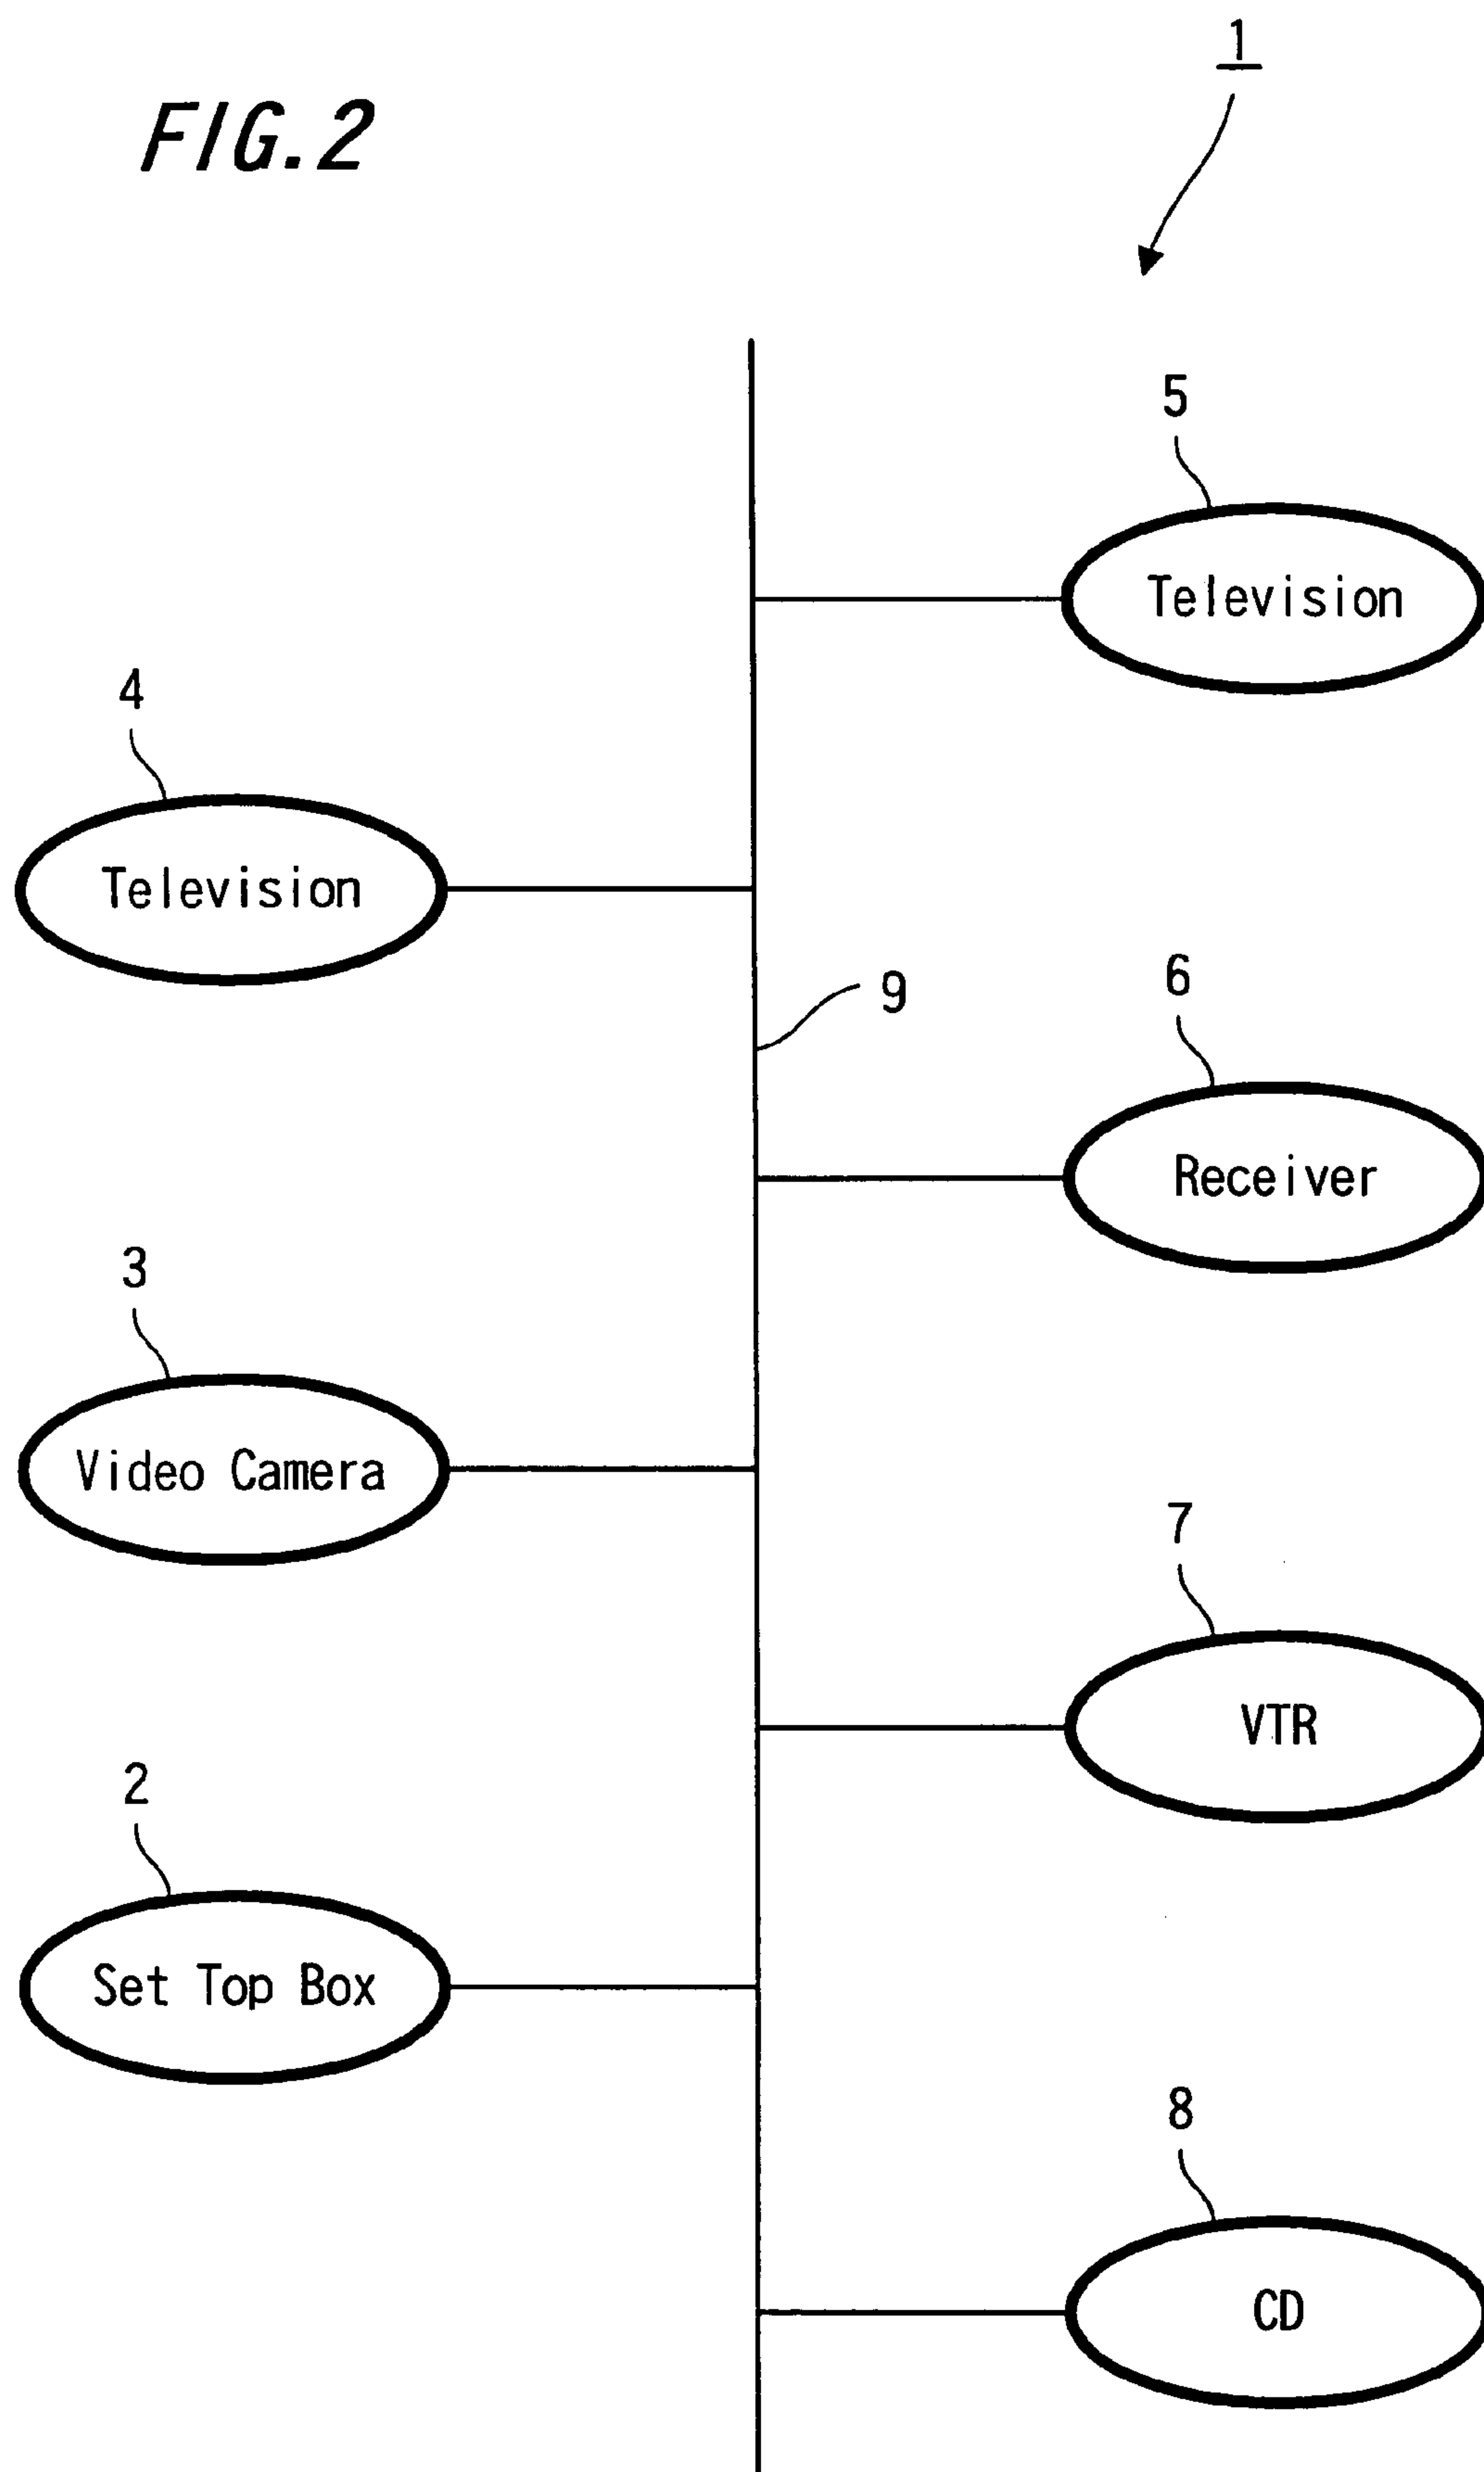 1
FIG.2
5
Television
4
Television
9
6
Receiver
3
Video Camera
7
VTR
2
Set Top Box
8
CD